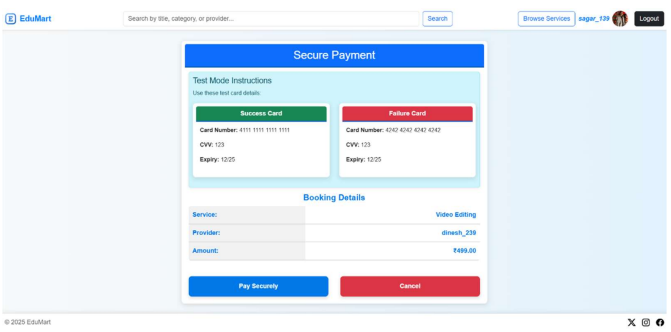 E EduMart
Search by title, category, or provider...
Search
Browse Services
sagar_139
Logout
Secure Payment
Test Mode Instructions
Use these test card details:
Success Card
Card Number: 4111 1111 1111 1111
CVV: 123
Expiry: 12/25
Failure Card
Card Number: 4242 4242 4242 4242
CVV: 123
Expiry: 12/25
Booking Details
Service: Video Editing
Provider: dinesh_239
Amount: ₹499.00
Pay Securely
Cancel
© 2025 EduMart